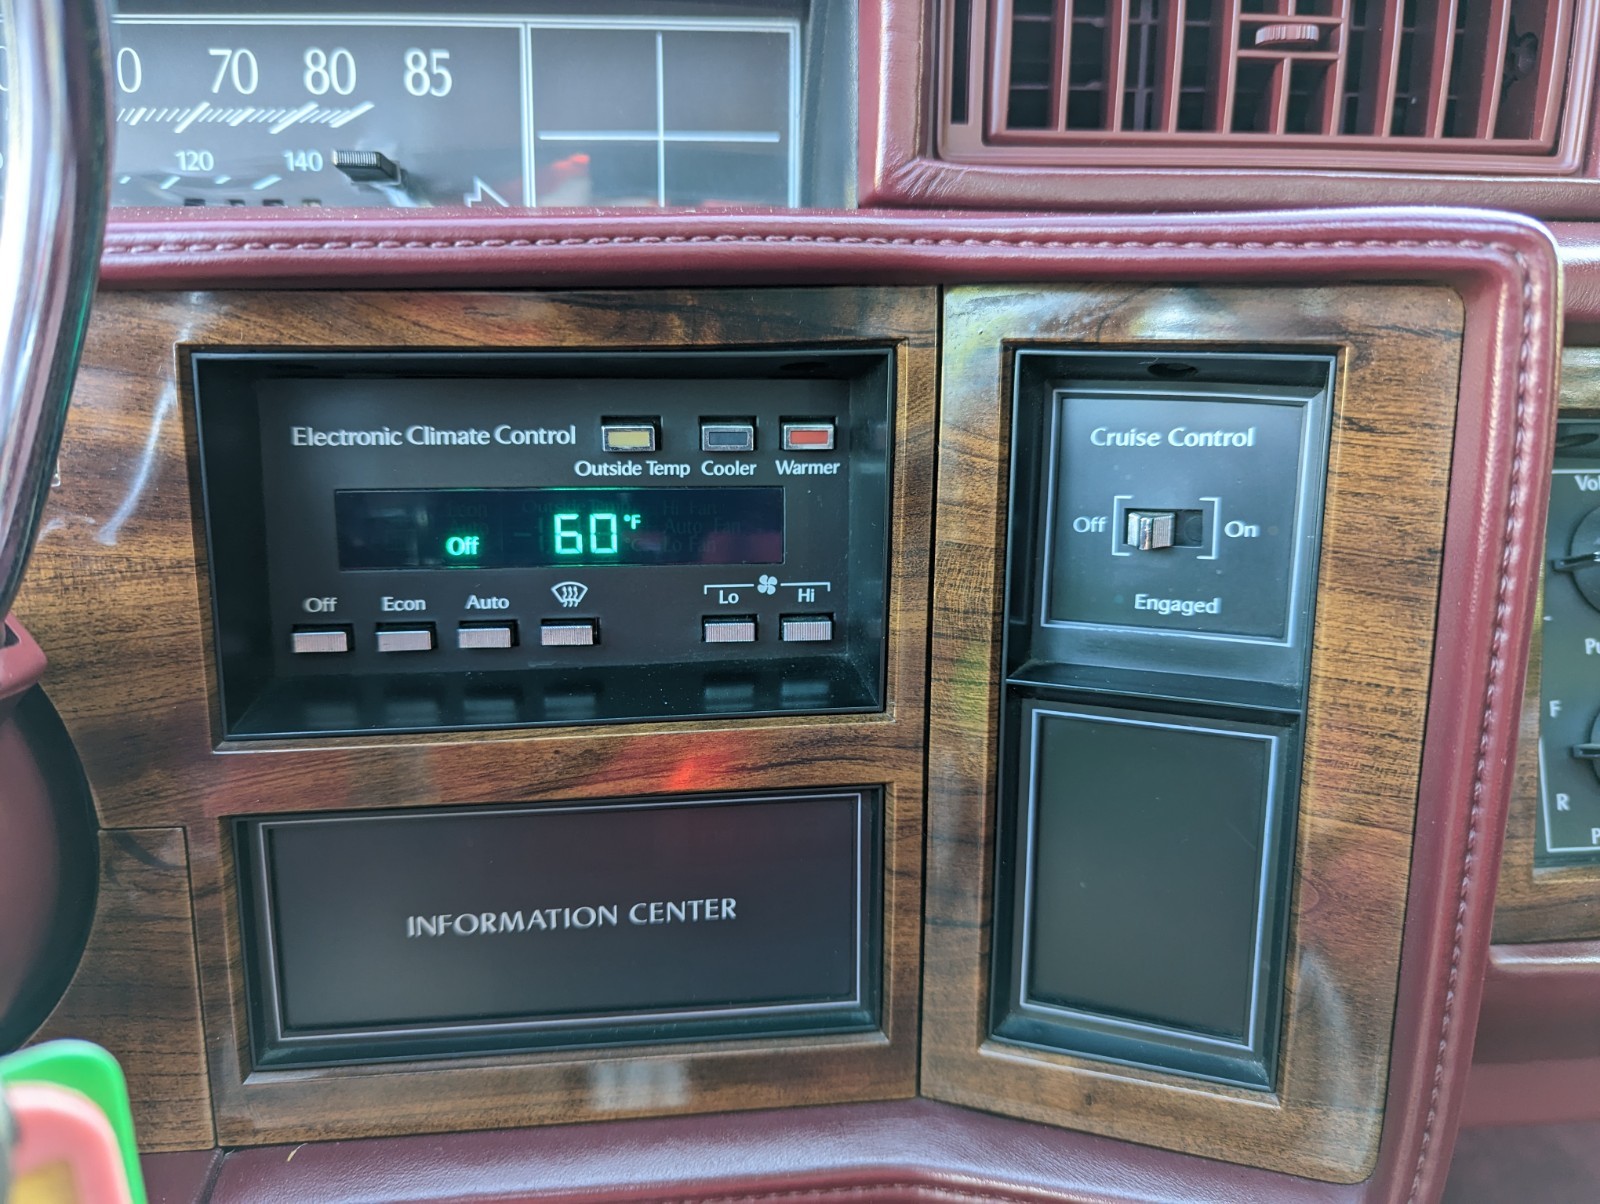 70 80 85
120 140
Electronic Climate Control
Outside Temp Cooler Warmer
Off 60°F
Off Econ Auto
Lo Hi
INFORMATION CENTER
Cruise Control
Off On
Engaged
F
R